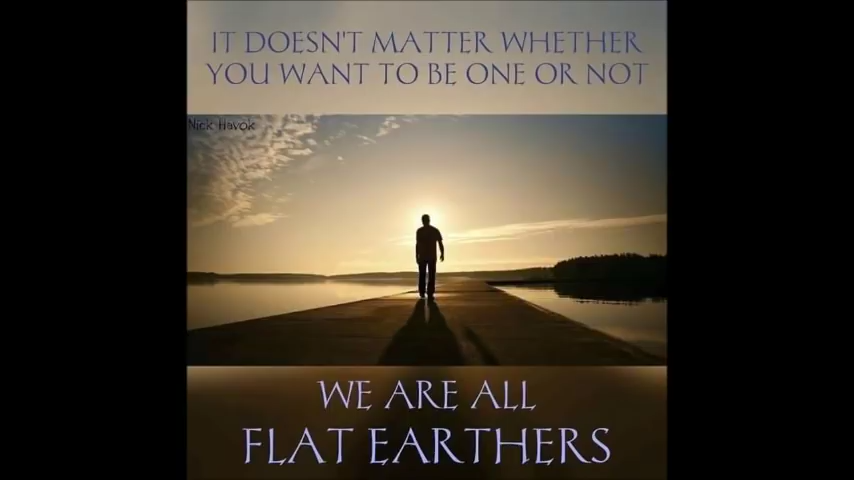 IT DOESN'T MATTER WHETHER
YOU WANT TO BE ONE OR NOT
Nick Havok
WE ARE ALL
FLAT EARTHERS